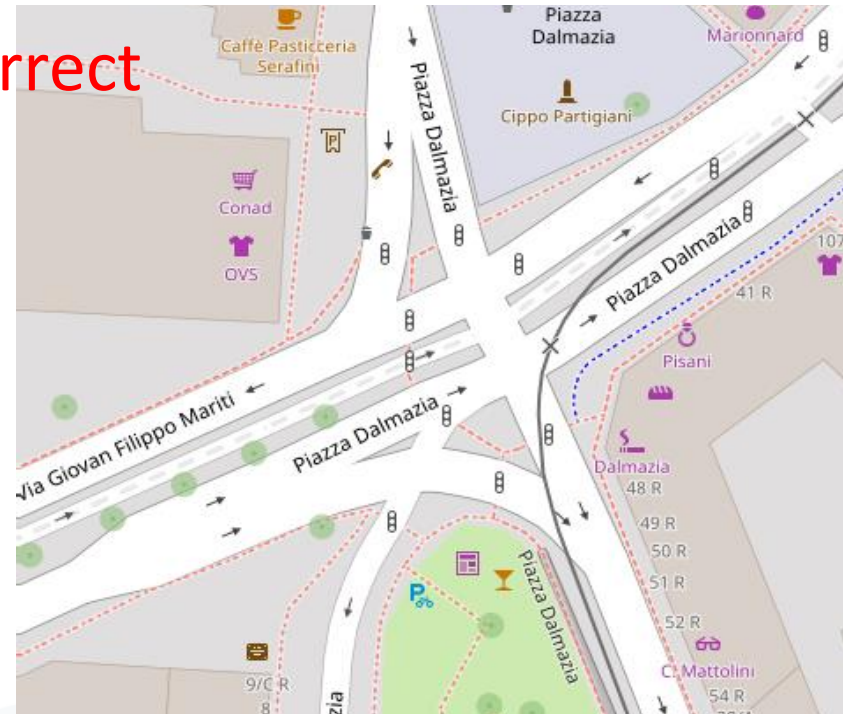 rrect
Caffè Pasticceria
Serafini
Piazza
Dalmazia
Marionnard
Piazza Dalmazia
Cippo Partigiani
P
Conad
OVS
Piazza Dalmazia
107
41 R
Pisani
Via Giovan Filippo Mariti
Piazza Dalmazia
Dalmazia
48 R
49 R
50 R
51 R
52 R
P
Piazza Dalmazia
C. Mattolini
54 R
9/C R
8
zia